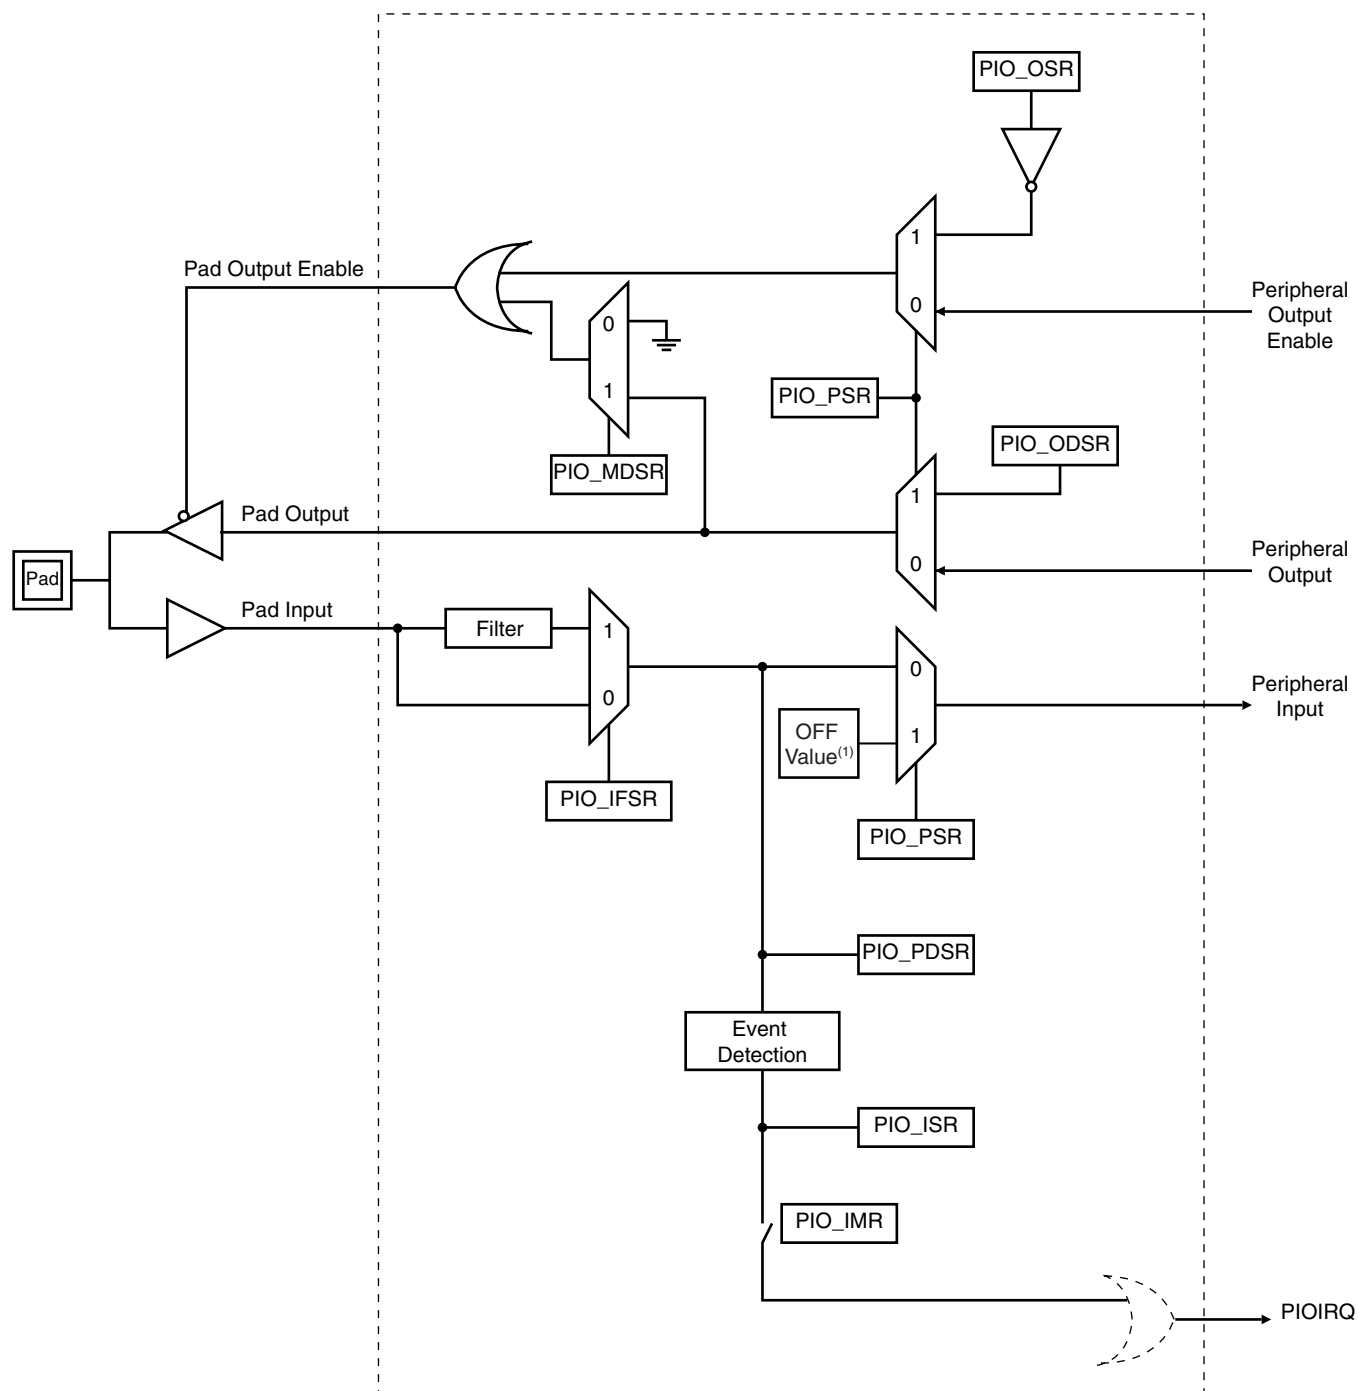 PIO_OSR
1
Pad Output Enable
0
Peripheral
Output
Enable
0
1
PIO_PSR
PIO_MDSR
PIO_ODSR
1
Pad Output
0
Peripheral
Output
Pad
Pad Input
Filter
1
0
0
Peripheral
Input
OFF
Value(1)
1
PIO_IFSR
PIO_PSR
PIO_PDSR
Event
Detection
PIO_ISR
PIO_IMR
PIOIRQ